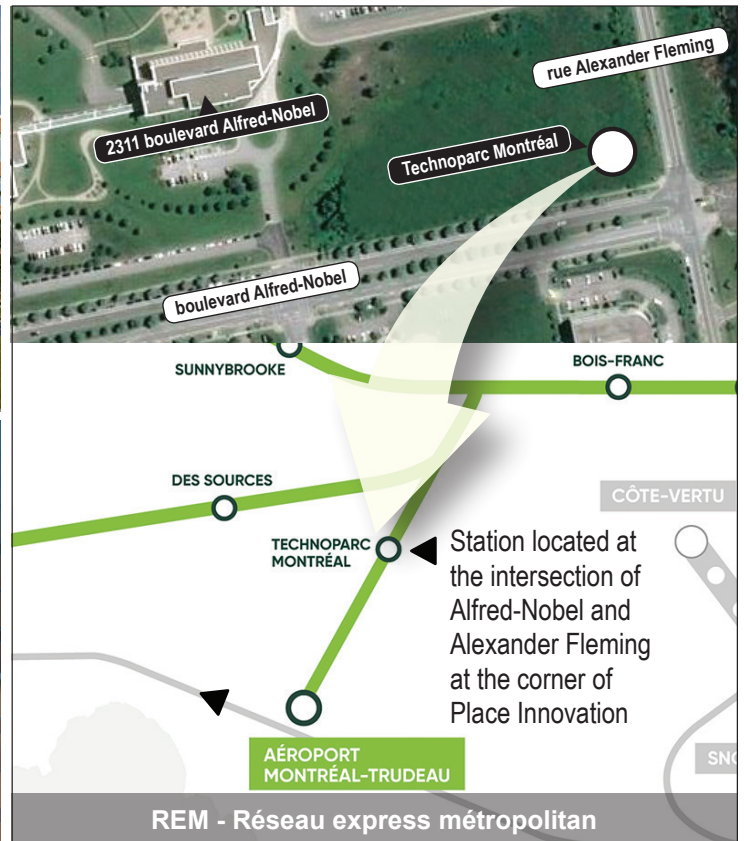 rue Alexander Fleming
2311 boulevard Alfred-Nobel
Technoparc Montréal
boulevard Alfred-Nobel
SUNNYBROOKE
BOIS-FRANC
DES SOURCES
CÔTE-VERTU
TECHNOPARC
MONTRÉAL
Station located at
the intersection of
Alfred-Nobel and
Alexander Fleming
at the corner of
Place Innovation
AÉROPORT
MONTRÉAL-TRUDEAU
REM - Réseau express métropolitan